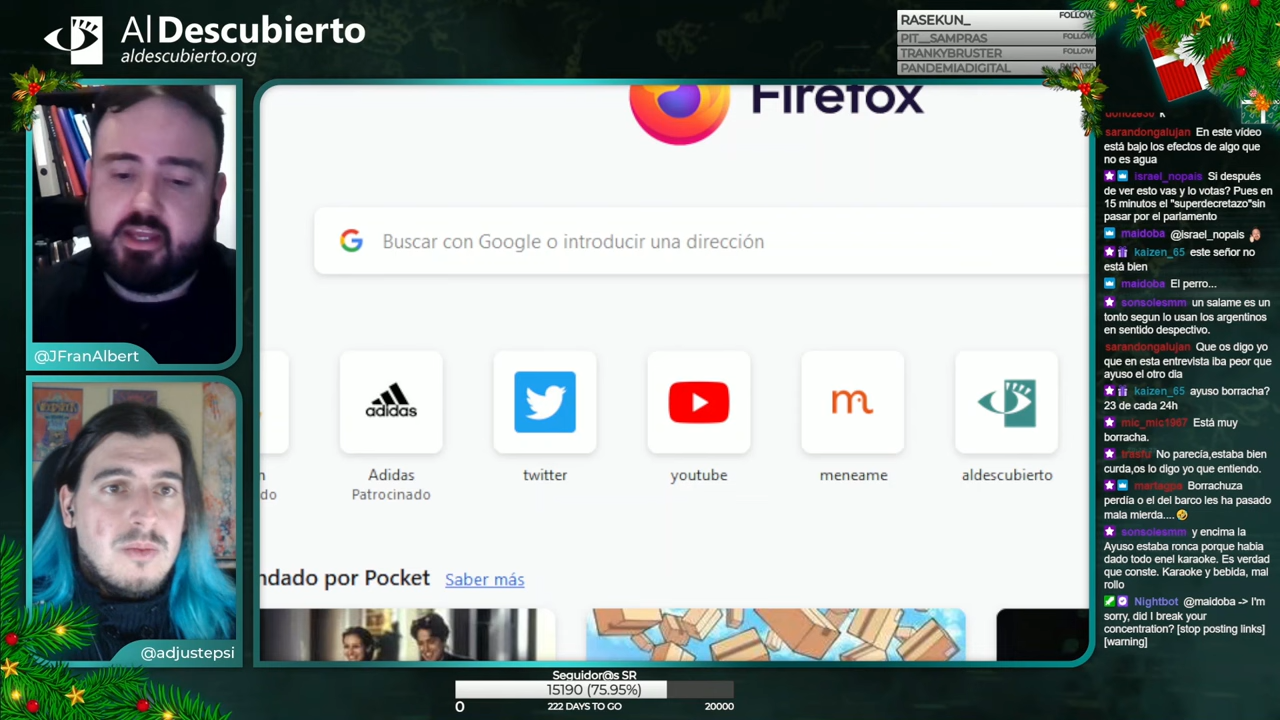 Al Descubierto
aldescubierto.org
RASEKUN_ FOLLOW
PIT__SAMPRAS FOLLOW
TRANKYBRUSTER FOLLOW
PANDEMIADIGITAL
@JFranAlbert
@adjustepsi
Firefox
Buscar con Google o introducir una dirección
Adidas
Patrocinado
twitter
youtube
meneame
aldescubierto
adidas
m
ndado por Pocket Saber más
sarandongalujan En este vídeo
está bajo los efectos de algo que
no es agua
israel_nopais Si después
de ver esto vas y lo votas? Pues en
15 minutos el "superdecretazo"sin
pasar por el parlamento
maidoba @israel_nopais
kaizen_65 este señor no
está bien
maidoba El perro...
sonsolesmm un salame es un
tonto segun lo usan los argentinos
en sentido despectivo.
sarandongalujan Que os digo yo
que en esta entrevista iba peor que
ayuso el otro dia
kaizen_65 ayuso borracha?
23 de cada 24h
mic_mic1967 Está muy
borracha.
trasfu No parecía,estaba bien
curda,os lo digo yo que entiendo.
martagpa Borrachuza
perdía o el del barco les ha pasado
mala mierda....
sonsolesmm y encima la
Ayuso estaba ronca porque habia
dado todo enel karaoke. Es verdad
que conste. Karaoke y bebida, mal
rollo
Nightbot @maidoba -> I'm
sorry, did I break your
concentration? [stop posting links]
[warning]
Seguidor@s SR
15190 (75.95%)
0 222 DAYS TO GO 20000